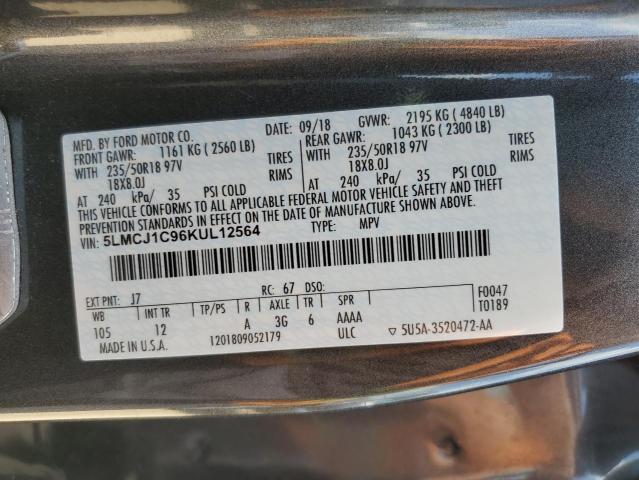 MFD. BY FORD MOTOR CO.
DATE: 09/18 GVWR: 2195 KG ( 4840 LB)
FRONT GAWR: 1161 KG ( 2560 LB) REAR GAWR: 1043 KG ( 2300 LB)
WITH 235/50R18 97V TIRES WITH 235/50R18 97V TIRES
18X8.0J RIMS 18X8.0J RIMS
AT 240 kPa/ 35 PSI COLD AT 240 kPa/ 35 PSI COLD
THIS VEHICLE CONFORMS TO ALL APPLICABLE FEDERAL MOTOR VEHICLE SAFETY AND THEFT
PREVENTION STANDARDS IN EFFECT ON THE DATE OF MANUFACTURE SHOWN ABOVE.
VIN: 5LMCJ1C96KUL12564 TYPE: MPV
EXT PNT: J7 RC: 67 DSO: F0047
WB INT TR TP/PS R AXLE TR SPR T0189
105 12 A 3G 6 AAAA
MADE IN U.S.A. 1201809052179 ULC ▽ 5U5A-3520472-AA